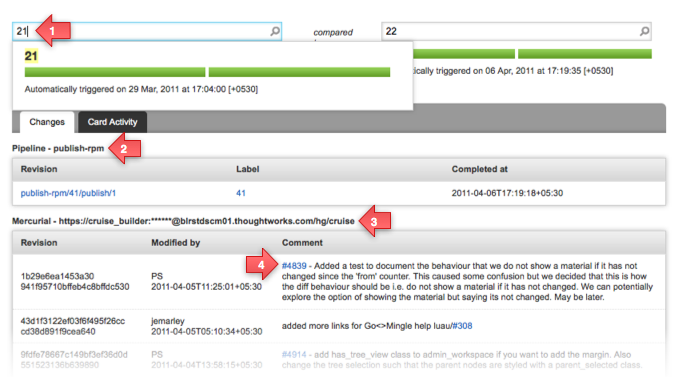 21 1 compared 22
21
Automatically triggered on 29 Mar, 2011 at 17:04:00 [+0530]
ically triggered on 06 Apr, 2011 at 17:19:35 [+0530]
Changes Card Activity
Pipeline - publish-rpm 2
Revision Label Completed at
publish-rpm/41/publish/1 41 2011-04-06T17:19:18+05:30
Mercurial - https://cruise_builder:******@blrstdscm01.thoughtworks.com/hg/cruise 3
Revision Modified by Comment
4
1b29e6ea1453a30
941f95710bffeb4c8bffdc530
PS
2011-04-05T11:25:01+05:30
#4839 - Added a test to document the behaviour that we do not show a material if it has not
changed since the 'from' counter. This caused some confusion but we decided that this is how
the diff behaviour should be i.e. do not show a material if it has not changed. We can potentially
explore the option of showing the material but saying its not changed. May be later.
43d1f3122ef03f6f495f26cc
cd38d891f9cea640
jemarley
2011-04-05T05:10:34+05:30
added more links for Go<>Mingle help luau/#308
9fdfe78667c149bf3ef36d0d
551523136b639890
PS
2011-04-04T13:58:15+05:30
#4914 - add has_tree_view class to admin_workspace if you want to add the margin. Also
change the tree selection such that the parent nodes are styled with a parent_selected class.